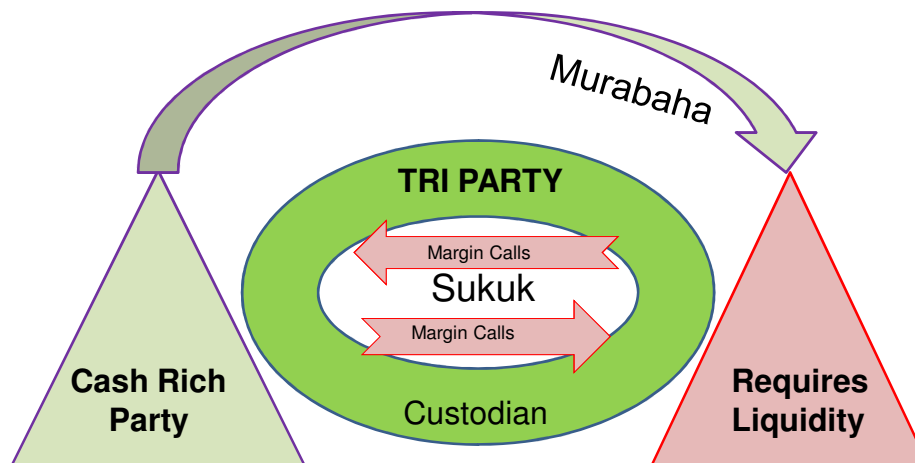 Murabaha
TRI PARTY
Margin Calls
Sukuk
Margin Calls
Cash Rich
Party
Custodian
Requires
Liquidity